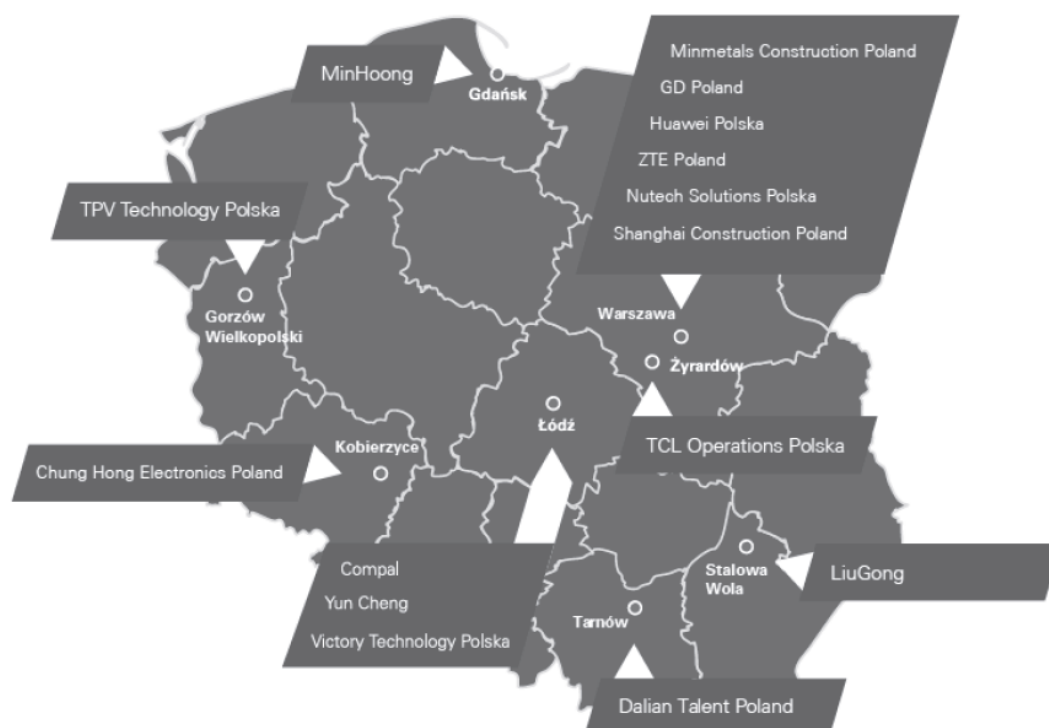 MinHoong
Gdańsk
Minmetals Construction Poland
GD Poland
Huawei Polska
ZTE Poland
Nutech Solutions Polska
Shanghai Construction Poland
TPV Technology Polska
Gorzów
Wielkopolski
Warszawa
Żyrardów
TCL Operations Polska
Łódź
Kobierzyce
Chung Hong Electronics Poland
Compal
Yun Cheng
Victory Technology Polska
Stalowa
Wola
LiuGong
Tarnów
Dalian Talent Poland